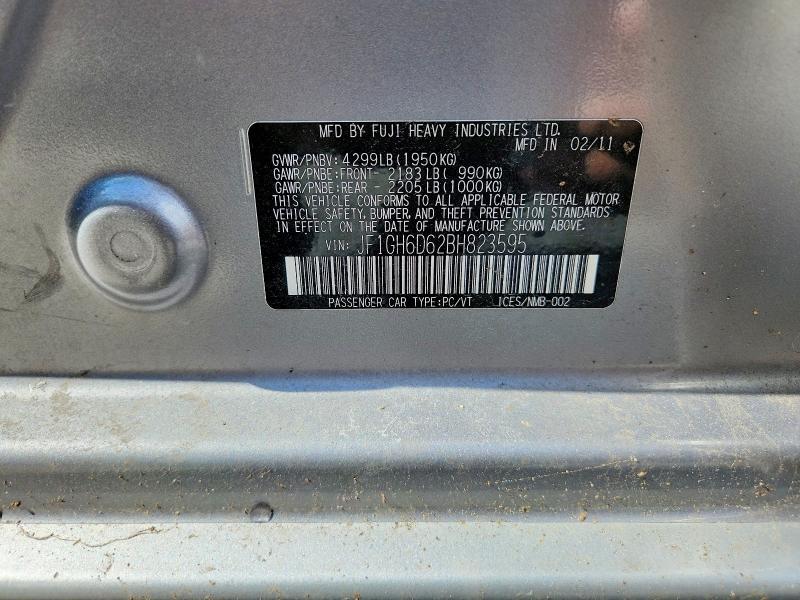 MFD BY FUJI HEAVY INDUSTRIES LTD.
MFD IN 02/11
GVWR/PNBV: 4299LB(1950KG)
GAWR/PNBE:FRONT- 2183LB( 990KG)
GAWR/PNBE:REAR - 2205LB(1000KG)
THIS VEHICLE CONFORMS TO ALL APPLICABLE FEDERAL MOTOR
VEHICLE SAFETY, BUMPER, AND THEFT PREVENTION STANDARDS
IN EFFECT ON THE DATE OF MANUFACTURE SHOWN ABOVE.
VIN: JF1GH6D62BH823595
PASSENGER CAR TYPE:PC/VT ICES/NMB-002